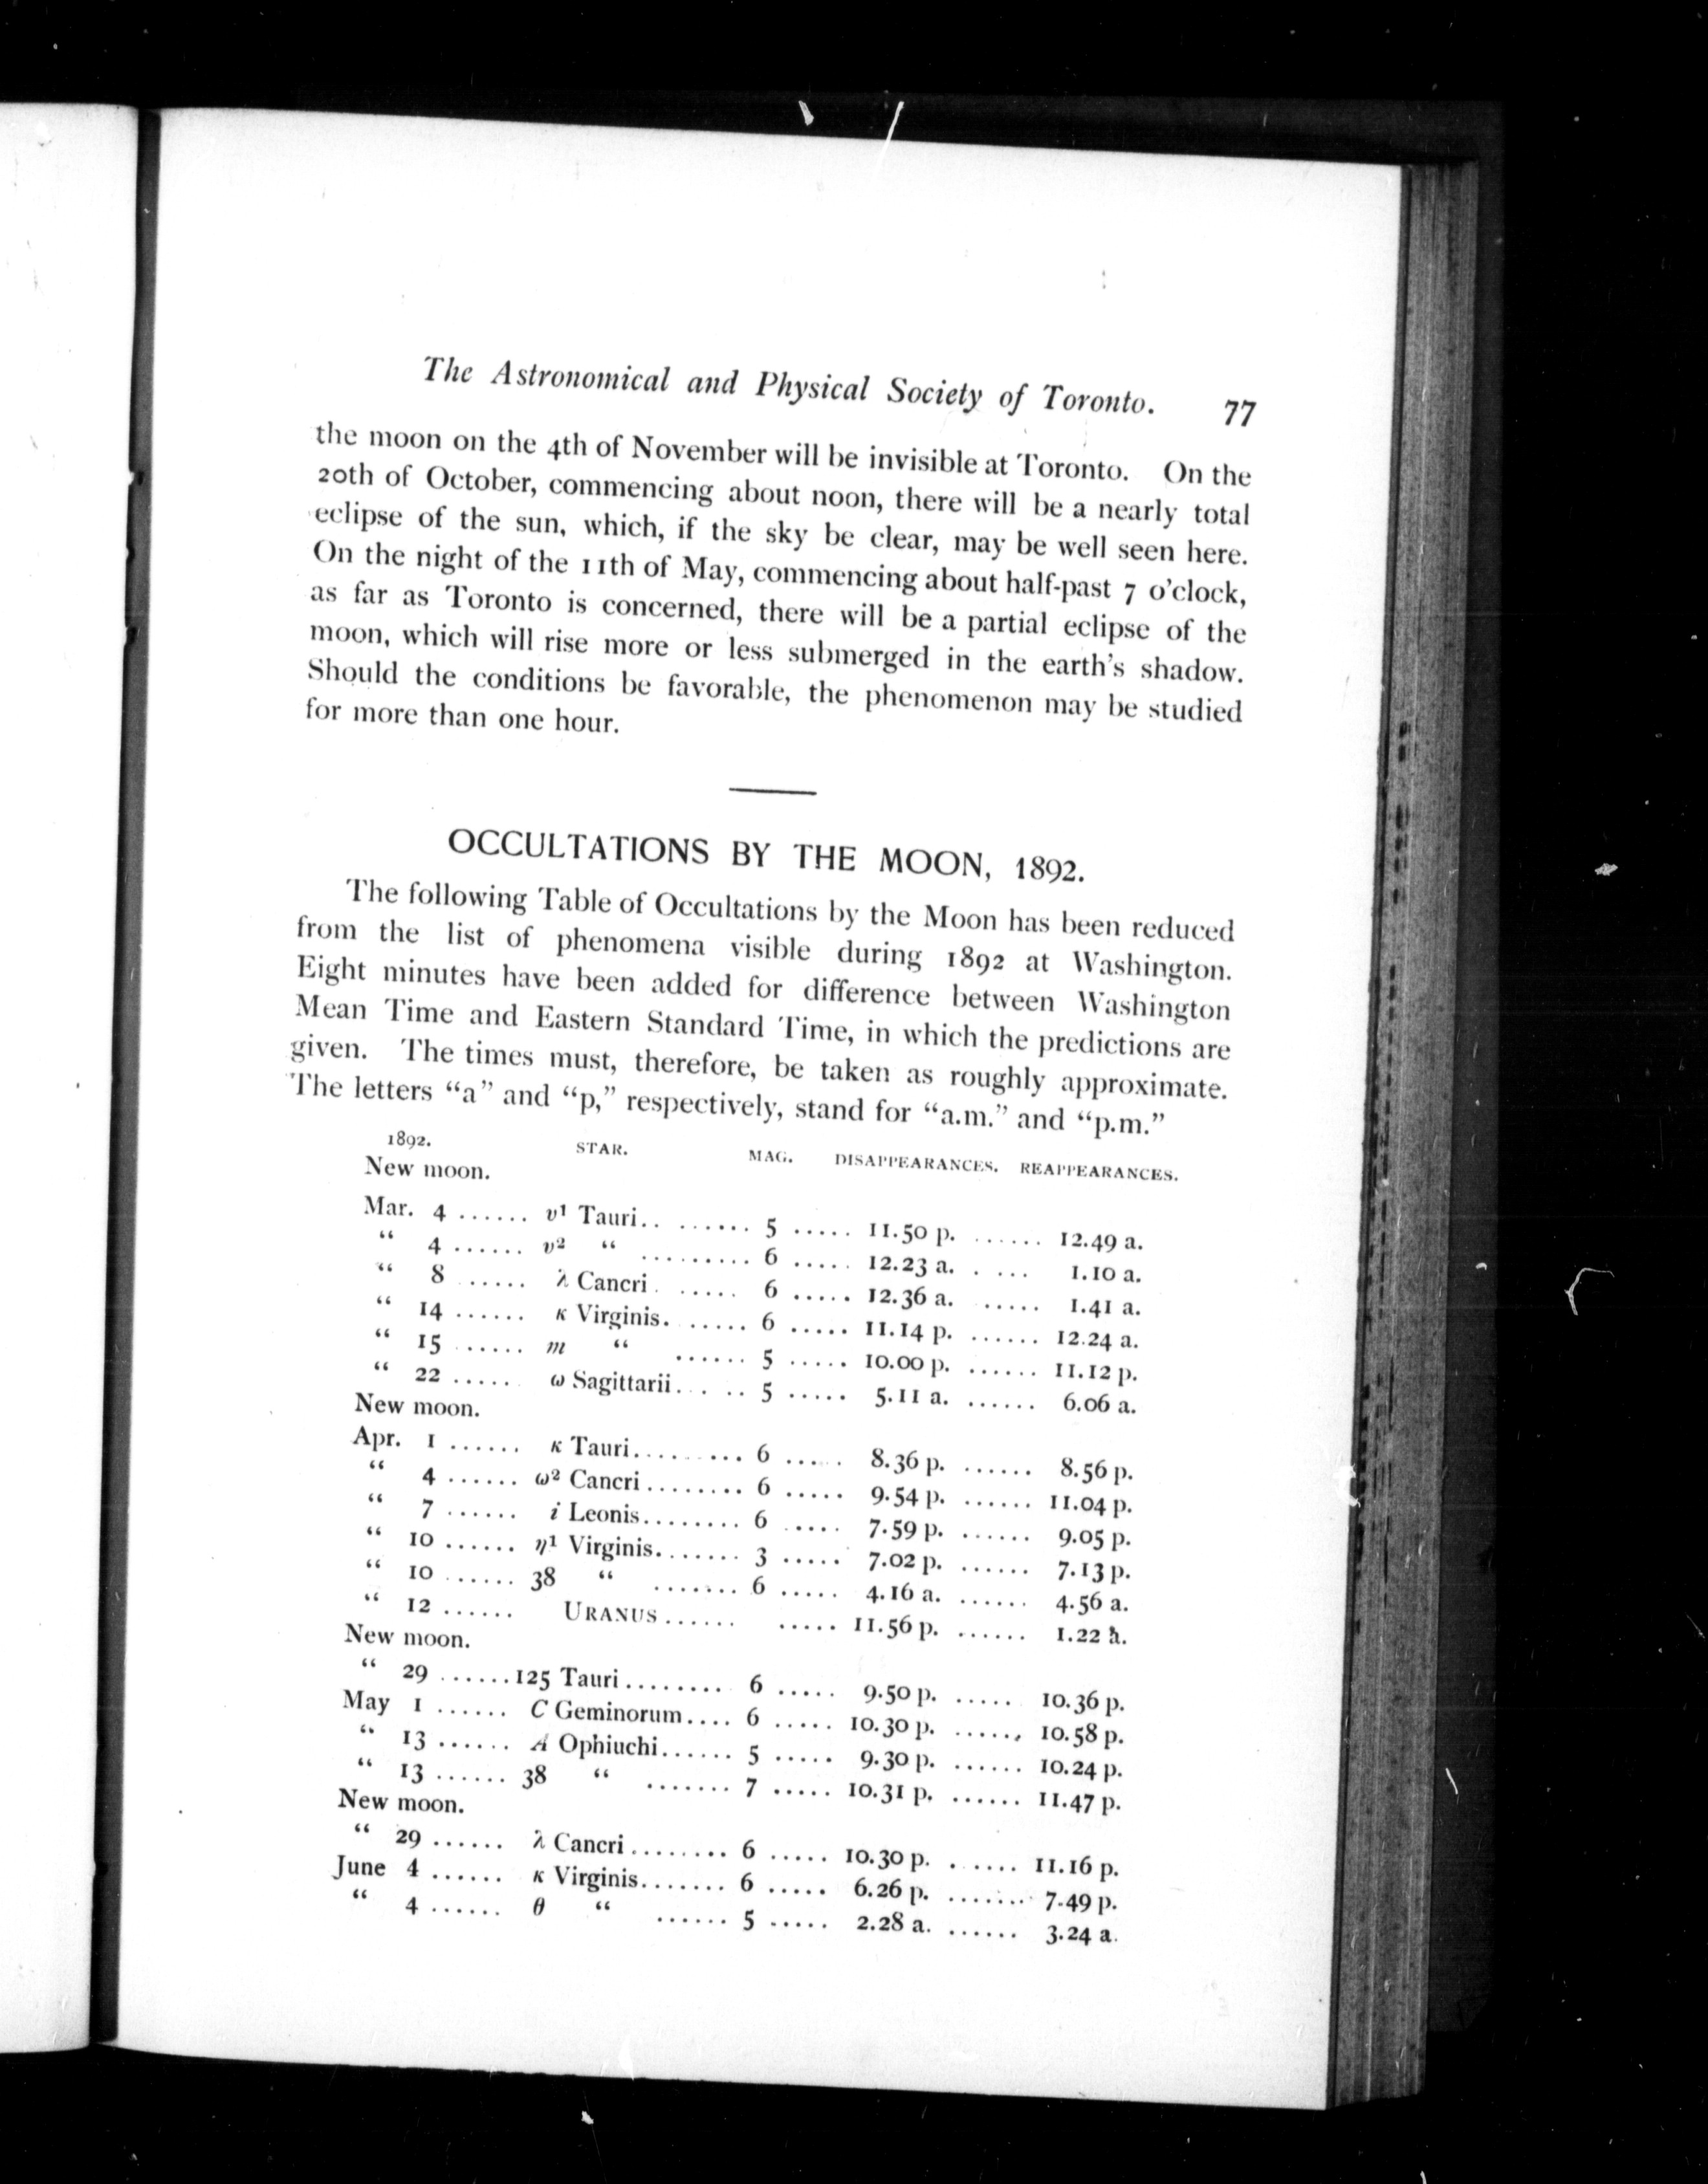 The Astronomical and Physical Society of Toronto. 77
the moon on the 4th of November will be invisible at Toronto. On the
20th of October, commencing about noon, there will be a nearly total
eclipse of the sun, which, if the sky be clear, may be well seen here.
On the night of the 11th of May, commencing about half-past 7 o'clock,
as far as Toronto is concerned, there will be a partial eclipse of the
moon, which will rise more or less submerged in the earth's shadow.
Should the conditions be favorable, the phenomenon may be studied
for more than one hour.
OCCULTATIONS BY THE MOON, 1892.
The following Table of Occultations by the Moon has been reduced
from the list of phenomena visible during 1892 at Washington.
Eight minutes have been added for difference between Washington
Mean Time and Eastern Standard Time, in which the predictions are
given. The times must, therefore, be taken as roughly approximate.
The letters “a” and “p,” respectively, stand for “a.m.” and “p.m.”
1892. STAR. MAG. DISAPPEARANCES. REAPPEARANCES.
New moon.
Mar. 4 ...... υ¹ Tauri.. ...... 5 ..... 11.50 p. ...... 12.49 a.
“ 4 ...... υ² “ ......... 6 ..... 12.23 a. . ... 1.10 a.
“ 8 ...... λ Cancri. ..... 6 ..... 12.36 a. ..... 1.41 a.
“ 14 ...... κ Virginis. ...... 6 ..... 11.14 p. ...... 12.24 a.
“ 15 ...... m “ ...... 5 ..... 10.00 p. ...... 11.12 p.
“ 22 ...... ω Sagittarii... .. 5 ..... 5.11 a. ...... 6.06 a.
New moon.
Apr. 1 ...... κ Tauri......... 6 ..... 8.36 p. ...... 8.56 p.
“ 4 ...... ω² Cancri........ 6 ..... 9.54 p. ...... 11.04 p.
“ 7 ...... i Leonis........ 6 .... 7.59 p. ...... 9.05 p.
“ 10 ...... η¹ Virginis....... 3 ..... 7.02 p. ...... 7.13 p.
“ 10 ...... 38 “ ....... 6 ..... 4.16 a. ...... 4.56 a.
“ 12 ...... URANUS ...... ..... 11.56 p. ...... 1.22 a.
New moon.
“ 29 ...... 125 Tauri ........ 6 ..... 9.50 p. ..... 10.36 p.
May 1 ...... C Geminorum.... 6 ..... 10.30 p. ...... 10.58 p.
“ 13 ...... A Ophiuchi...... 5 ..... 9.30 p. ...... 10.24 p.
“ 13 ...... 38 “ ....... 7 ..... 10.31 p. ...... 11.47 p.
New moon.
“ 29 ...... λ Cancri ........ 6 ..... 10.30 p. . ..... 11.16 p.
June 4 ...... κ Virginis....... 6 ..... 6.26 p. ....... 7.49 p.
“ 4 ...... θ “ ...... 5 ..... 2.28 a. ...... 3.24 a.